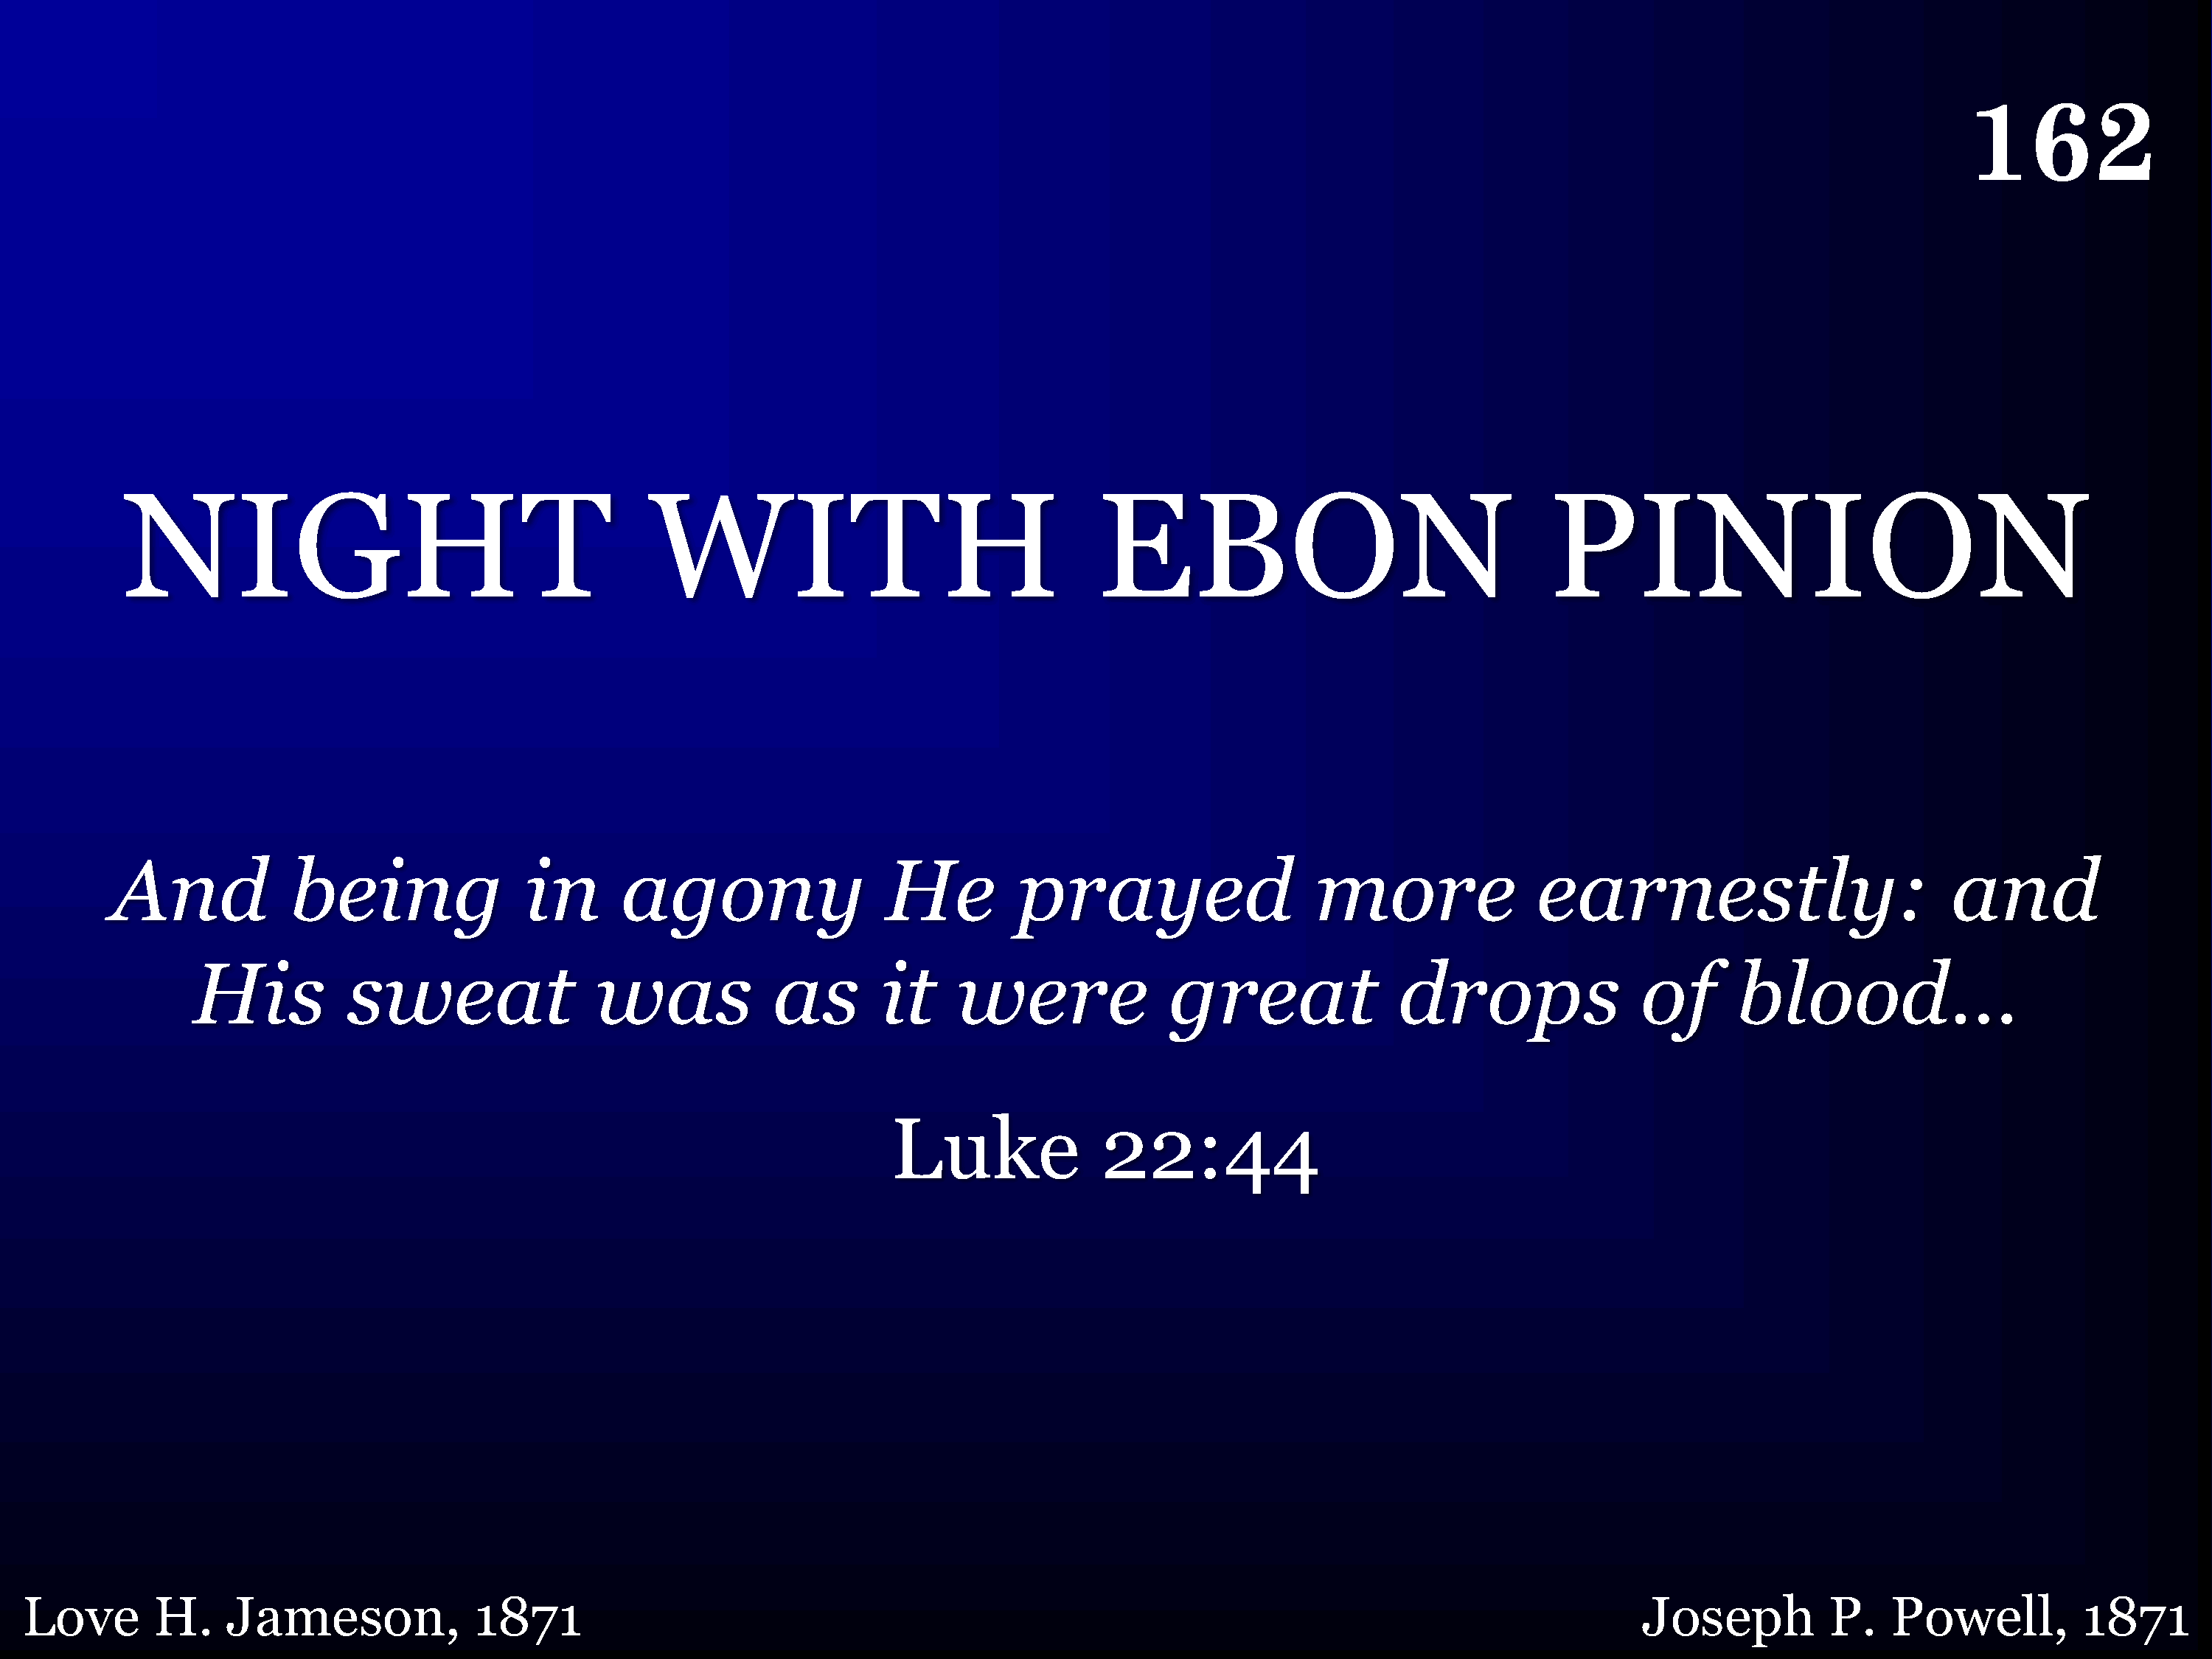 162
NIGHT WITH EBON PINION
And being in agony He prayed more earnestly: and
His sweat was as it were great drops of blood...
Luke 22:44
Love H. Jameson, 1871
Joseph P. Powell, 1871